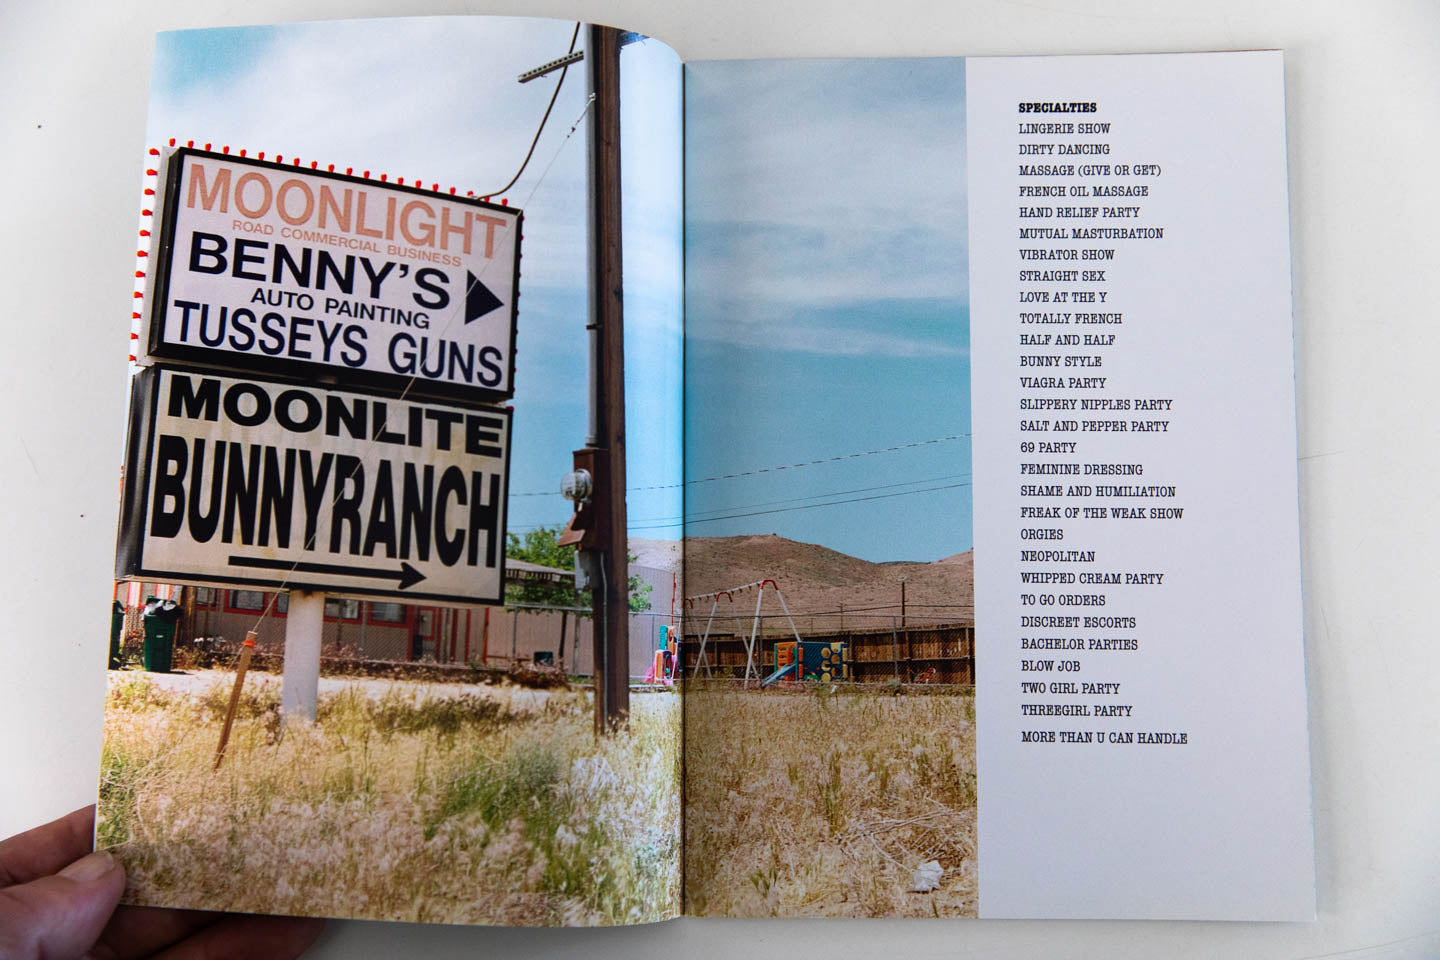 MOONLIGHT
ROAD COMMERCIAL BUSINESS
BENNY'S
AUTO PAINTING
TUSSEYS GUNS
MOONLITE
BUNNYRANCH
SPECIALTIES
LINGERIE SHOW
DIRTY DANCING
MASSAGE (GIVE OR GET)
FRENCH OIL MASSAGE
HAND RELIEF PARTY
MUTUAL MASTURBATION
VIBRATOR SHOW
STRAIGHT SEX
LOVE AT THE Y
TOTALLY FRENCH
HALF AND HALF
BUNNY STYLE
VIAGRA PARTY
SLIPPERY NIPPLES PARTY
SALT AND PEPPER PARTY
69 PARTY
FEMININE DRESSING
SHAME AND HUMILIATION
FREAK OF THE WEAK SHOW
ORGIES
NEOPOLITAN
WHIPPED CREAM PARTY
TO GO ORDERS
DISCREET ESCORTS
BACHELOR PARTIES
BLOW JOB
TWO GIRL PARTY
THREEGIRL PARTY
MORE THAN U CAN HANDLE